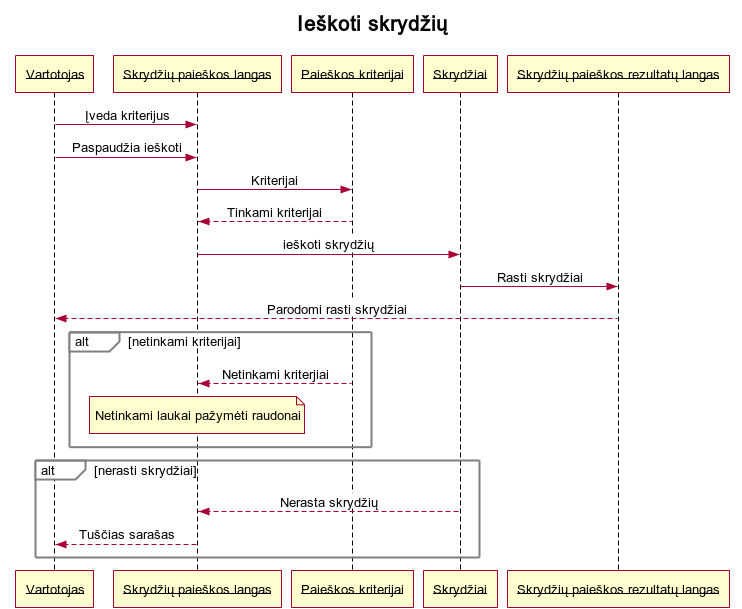 Ieškoti skrydžių
Vartotojas
Skrydžių paieškos langas
Paieškos kriterijai
Skrydžiai
Skrydžių paieškos rezultatų langas
Įveda kriterijus
Paspaudžia ieškoti
Kriterijai
Tinkami kriterijai
ieškoti skrydžių
Rasti skrydžiai
Parodomi rasti skrydžiai
alt [netinkami kriterijai]
Netinkami kriterjiai
Netinkami laukai pažymėti raudonai
alt [nerasti skrydžiai]
Nerasta skrydžių
Tuščias sarašas
Vartotojas
Skrydžių paieškos langas
Paieškos kriterijai
Skrydžiai
Skrydžių paieškos rezultatų langas